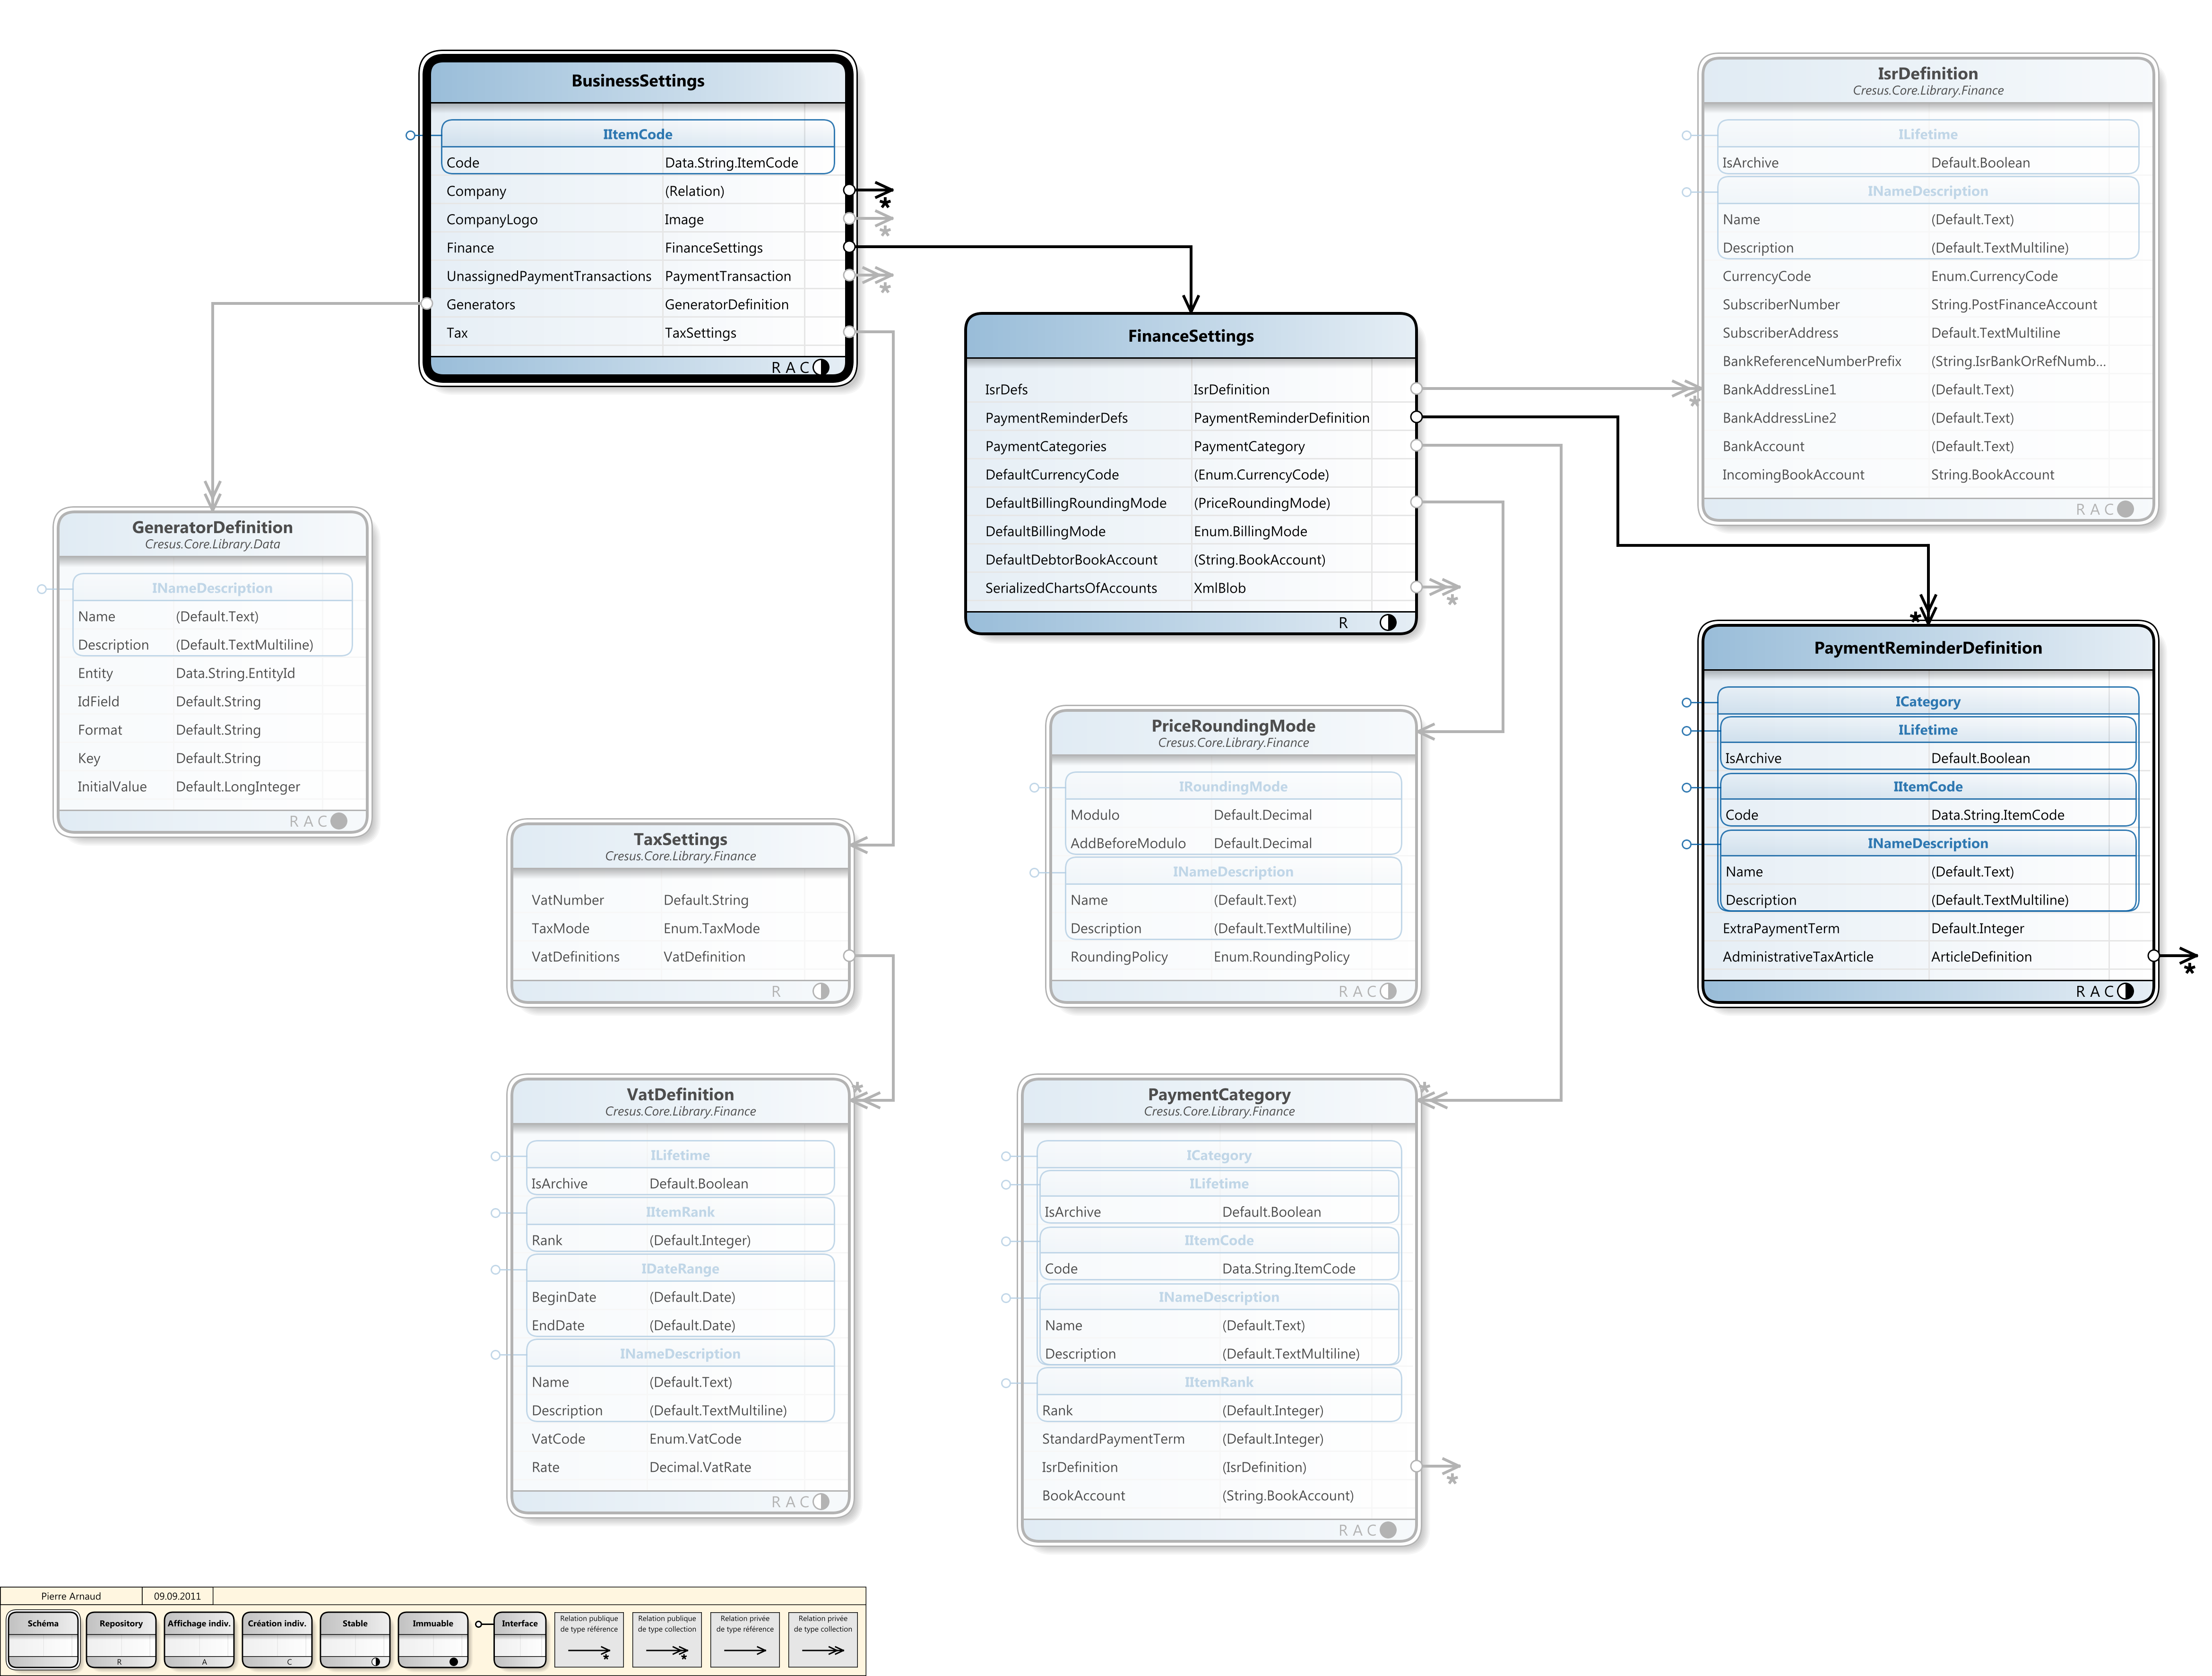 BusinessSettings
IItemCode
Code Data.String.ItemCode
Company (Relation)
*
CompanyLogo Image
*
Finance FinanceSettings
UnassignedPaymentTransactions PaymentTransaction
*
Generators GeneratorDefinition
Tax TaxSettings
R A C
IsrDefinition
Cresus.Core.Library.Finance
ILifetime
IsArchive Default.Boolean
INameDescription
Name (Default.Text)
Description (Default.TextMultiline)
CurrencyCode Enum.CurrencyCode
SubscriberNumber String.PostFinanceAccount
SubscriberAddress Default.TextMultiline
BankReferenceNumberPrefix (String.IsrBankOrRefNumb...
BankAddressLine1 (Default.Text)
BankAddressLine2 (Default.Text)
BankAccount (Default.Text)
IncomingBookAccount String.BookAccount
R A C
FinanceSettings
IsrDefs IsrDefinition
*
PaymentReminderDefs PaymentReminderDefinition
PaymentCategories PaymentCategory
DefaultCurrencyCode (Enum.CurrencyCode)
DefaultBillingRoundingMode (PriceRoundingMode)
DefaultBillingMode Enum.BillingMode
DefaultDebtorBookAccount (String.BookAccount)
SerializedChartsOfAccounts XmlBlob
*
R
GeneratorDefinition
Cresus.Core.Library.Data
INameDescription
Name (Default.Text)
Description (Default.TextMultiline)
Entity Data.String.EntityId
IdField Default.String
Format Default.String
Key Default.String
InitialValue Default.LongInteger
R A C
*
PaymentReminderDefinition
ICategory
ILifetime
IsArchive Default.Boolean
IItemCode
Code Data.String.ItemCode
INameDescription
Name (Default.Text)
Description (Default.TextMultiline)
ExtraPaymentTerm Default.Integer
AdministrativeTaxArticle ArticleDefinition
*
R A C
PriceRoundingMode
Cresus.Core.Library.Finance
IRoundingMode
Modulo Default.Decimal
AddBeforeModulo Default.Decimal
INameDescription
Name (Default.Text)
Description (Default.TextMultiline)
RoundingPolicy Enum.RoundingPolicy
R A C
TaxSettings
Cresus.Core.Library.Finance
VatNumber Default.String
TaxMode Enum.TaxMode
VatDefinitions VatDefinition
R
*
VatDefinition
Cresus.Core.Library.Finance
ILifetime
IsArchive Default.Boolean
IItemRank
Rank (Default.Integer)
IDateRange
BeginDate (Default.Date)
EndDate (Default.Date)
INameDescription
Name (Default.Text)
Description (Default.TextMultiline)
VatCode Enum.VatCode
Rate Decimal.VatRate
R A C
*
PaymentCategory
Cresus.Core.Library.Finance
ICategory
ILifetime
IsArchive Default.Boolean
IItemCode
Code Data.String.ItemCode
INameDescription
Name (Default.Text)
Description (Default.TextMultiline)
IItemRank
Rank (Default.Integer)
StandardPaymentTerm (Default.Integer)
IsrDefinition (IsrDefinition)
*
BookAccount (String.BookAccount)
R A C
Pierre Arnaud 09.09.2011
Schéma
Repository
R
Affichage indiv.
A
Création indiv.
C
Stable
Immuable
Interface
Relation publique
de type référence
*
Relation publique
de type collection
*
Relation privée
de type référence
Relation privée
de type collection